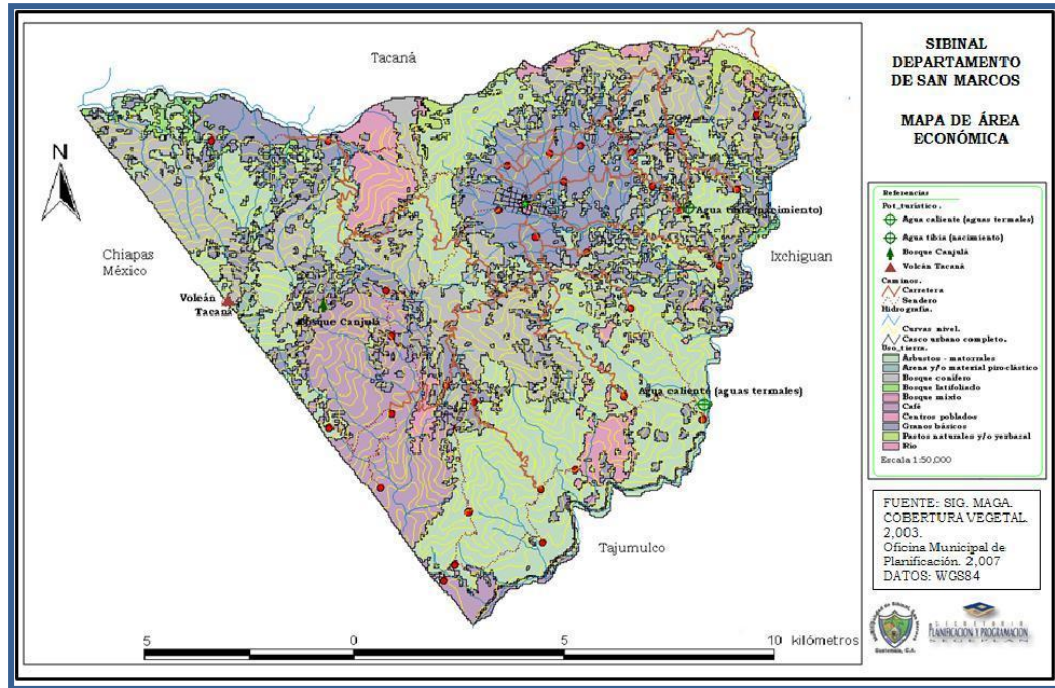 SIBINAL
DEPARTAMENTO
DE SAN MARCOS
MAPA DE ÁREA
ECONÓMICA
Tacaná
N
Chiapas
México
Volcán
Tacaná
Bosque Canjulá
Agua tibia (nacimiento)
Ixchiguan
Agua caliente (aguas termales)
Tajumulco
5 0 5 10 kilómetros
Referencias
Pot_turístico.
Agua caliente (aguas termales)
Agua tibia (nacimiento)
Bosque Canjulá
Volcán Tacaná
Caminos.
Carretera
Sendero
Hidrografía.
Curvas nivel.
Casco urbano completo.
Uso_tierra.
Arbustos - matorrales
Arena y/o material piroclástico
Bosque conífero
Bosque latifoliado
Bosque mixto
Café
Centros poblados
Granos básicos
Pastos naturales y/o yerbazal
Río
Escala 1:50,000
FUENTE: SIG. MAGA.
COBERTURA VEGETAL.
2,003.
Oficina Municipal de
Planificación. 2,007
DATOS: WGS84
SECRETARIA
PLANIFICACION Y PROGRAMACION
SEGEPLAN